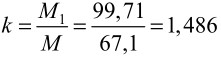 k = M₁/M = 99,71/67,1 = 1,486